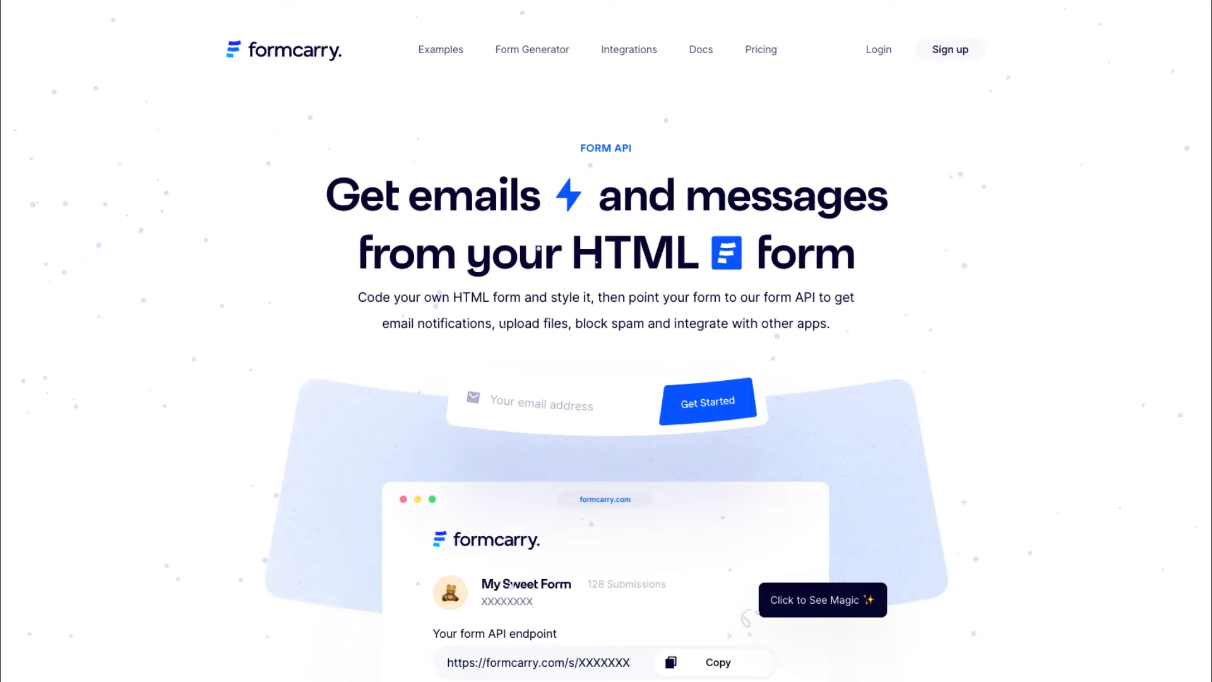 formcarry.
Examples
Form Generator
Integrations
Docs
Pricing
Login
Sign up
FORM API
Get emails and messages
from your HTML form
Code your own HTML form and style it, then point your form to our form API to get
email notifications, upload files, block spam and integrate with other apps.
Your email address
Get Started
formcarry.com
formcarry.
My Sweet Form
128 Submissions
XXXXXXXX
Click to See Magic ✨
Your form API endpoint
https://formcarry.com/s/XXXXXXX
Copy